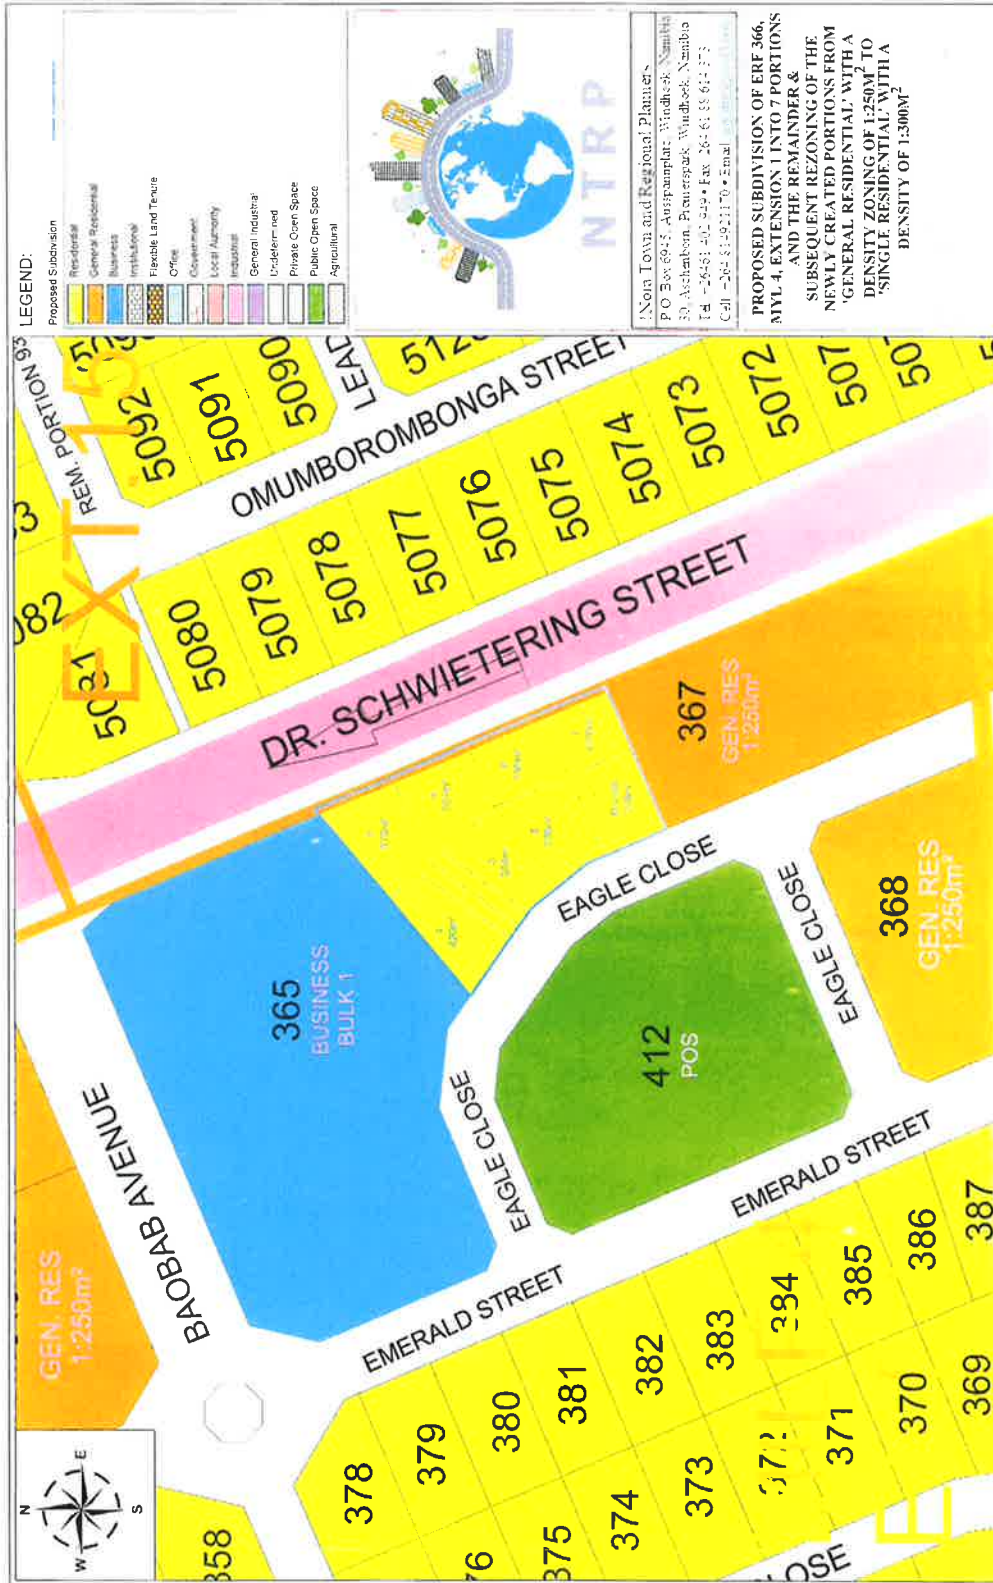 N
W
E
S
358
GEN. RES
1:250m²
BAOBAB AVENUE
365
BUSINESS
BULK 1
EAGLE CLOSE
EAGLE CLOSE
EAGLE CLOSE
412
POS
EMERALD STREET
EMERALD STREET
378
379
380
381
382
383
384
385
386
387
375
374
373
372
371
370
369
368
GEN. RES
1:250m²
367
GEN. RES
1:250m²
DR. SCHWIETERING STREET
OMUMBOROMBONGA STREET
EXT 15
REM. PORTION 93
5081
5080
5079
5078
5077
5076
5075
5074
5073
5072
5092
5091
5090
LEGEND:
Proposed Subdivision
Residential
General Residential
Business
Institutional
Flexible Land Tenure
Office
Government
Local Authority
Industrial
General Industrial
Undetermined
Private Open Space
Public Open Space
Agricultural
NTRP
!Nora Town and Regional Planners
PROPOSED SUBDIVISION OF ERF 366,
MYL 4, EXTENSION 1 INTO 7 PORTIONS
AND THE REMAINDER &
SUBSEQUENT REZONING OF THE
NEWLY CREATED PORTIONS FROM
'GENERAL RESIDENTIAL' WITH A
DENSITY ZONING OF 1:250M² TO
'SINGLE RESIDENTIAL' WITH A
DENSITY OF 1:300M²